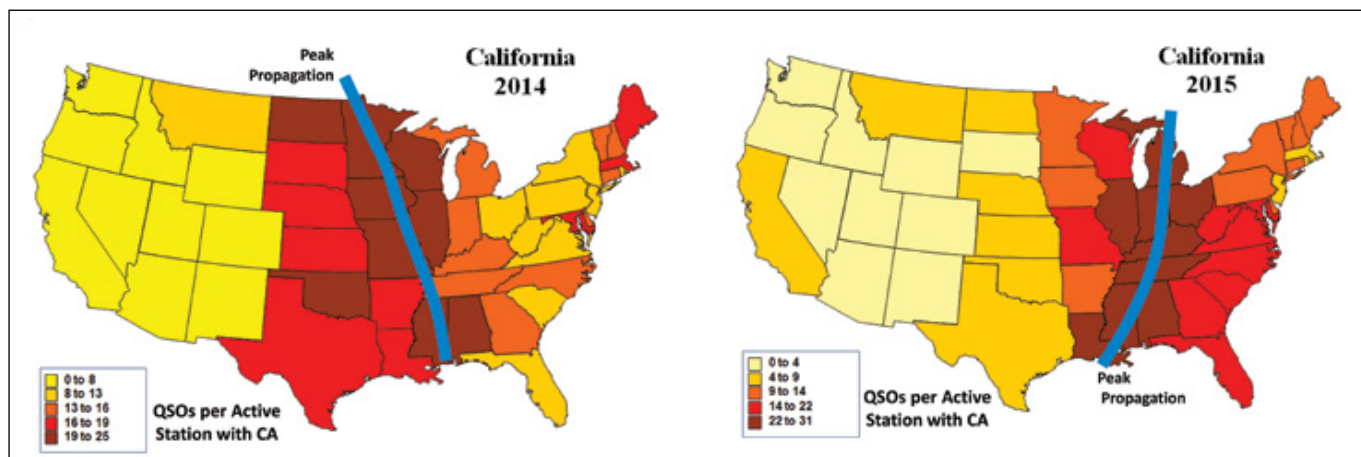 Peak
Propagation
California
2014
0 to 8
8 to 13
13 to 16
16 to 19
19 to 25
QSOs per Active
Station with CA
California
2015
0 to 4
4 to 9
9 to 14
14 to 22
22 to 31
QSOs per Active
Station with CA
Peak
Propagation